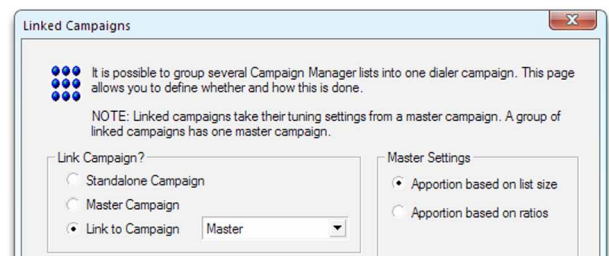 Linked Campaigns
It is possible to group several Campaign Manager lists into one dialer campaign. This page
allows you to define whether and how this is done.
NOTE: Linked campaigns take their tuning settings from a master campaign. A group of
linked campaigns has one master campaign.
Link Campaign?
Standalone Campaign
Master Campaign
Link to Campaign Master
Master Settings
Apportion based on list size
Apportion based on ratios